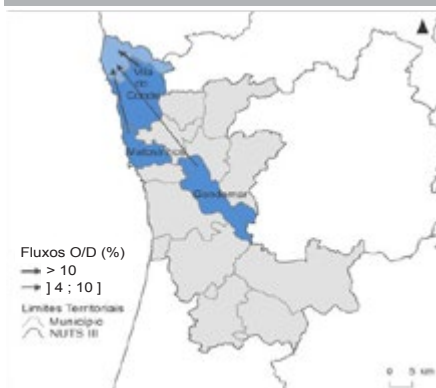 Vila
do
Conde
Matosinhos
Gondomar
Fluxos O/D (%)
> 10
] 4 ; 10 ]
Limites Territoriais
Município
NUTS III
0 5 km